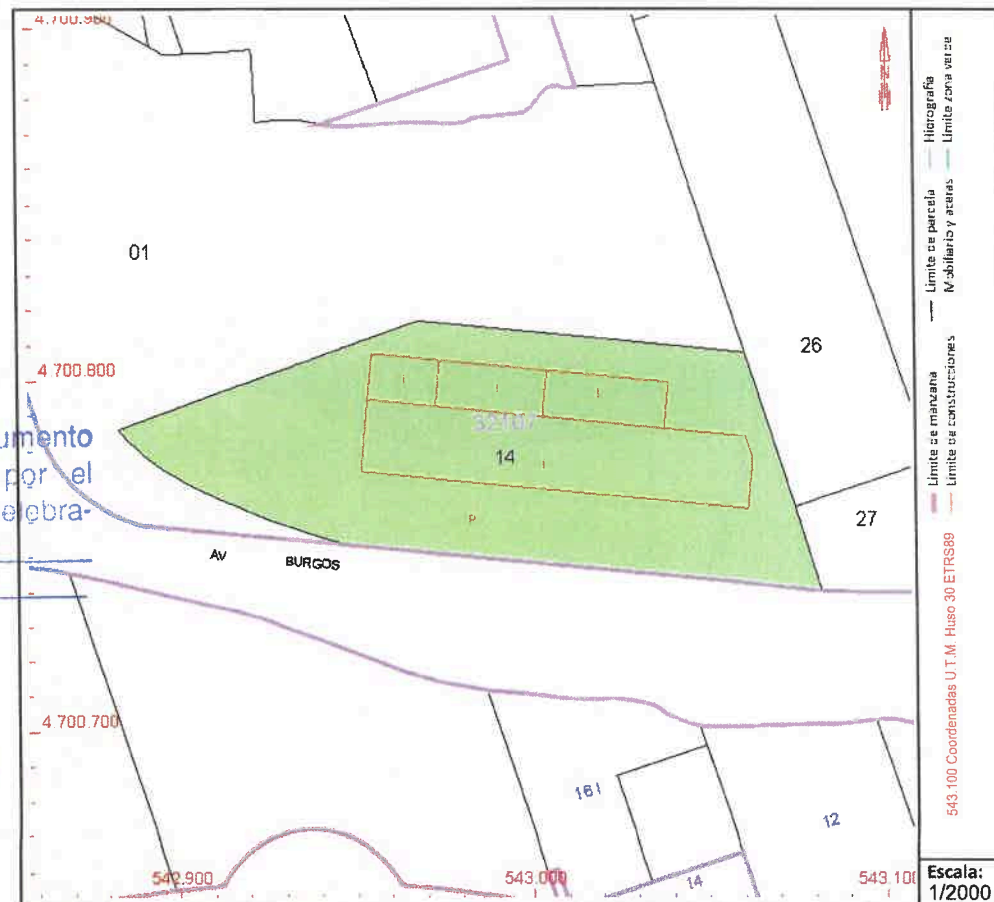 4.700.900
01
26
4.700.800
32107
14
I
I
I
I
P
27
umento
por el
elebra-
AV BURGOS
4.700.700
161
12
14
542.900
543.000
543.100
Hidrografía
Límite zona verde
Límite de parcela
Mobiliario y aceras
Límite de manzana
Límite de construcciones
543.100 Coordenadas U.T.M. Huso 30 ETRS89
Escala:
1/2000